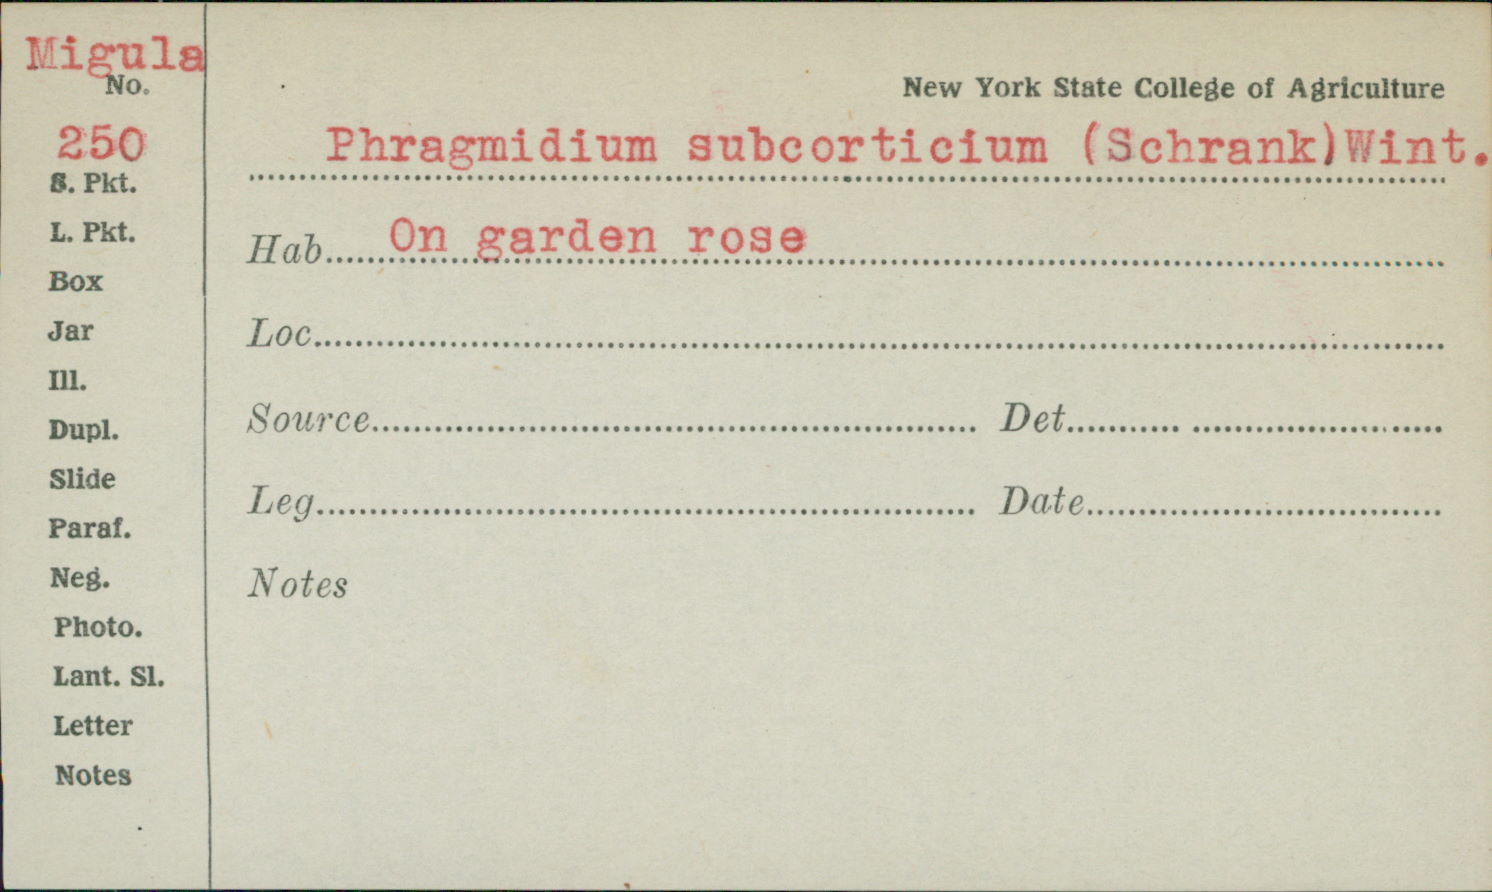 Migula
No.
250
S. Pkt.
L. Pkt.
Box
Jar
Ill.
Dupl.
Slide
Paraf.
Neg.
Photo.
Lant. Sl.
Letter
Notes
New York State College of Agriculture
Phragmidium subcorticium (Schrank)Wint.
Hab. On garden rose
Loc.
Source Det.
Leg. Date
Notes